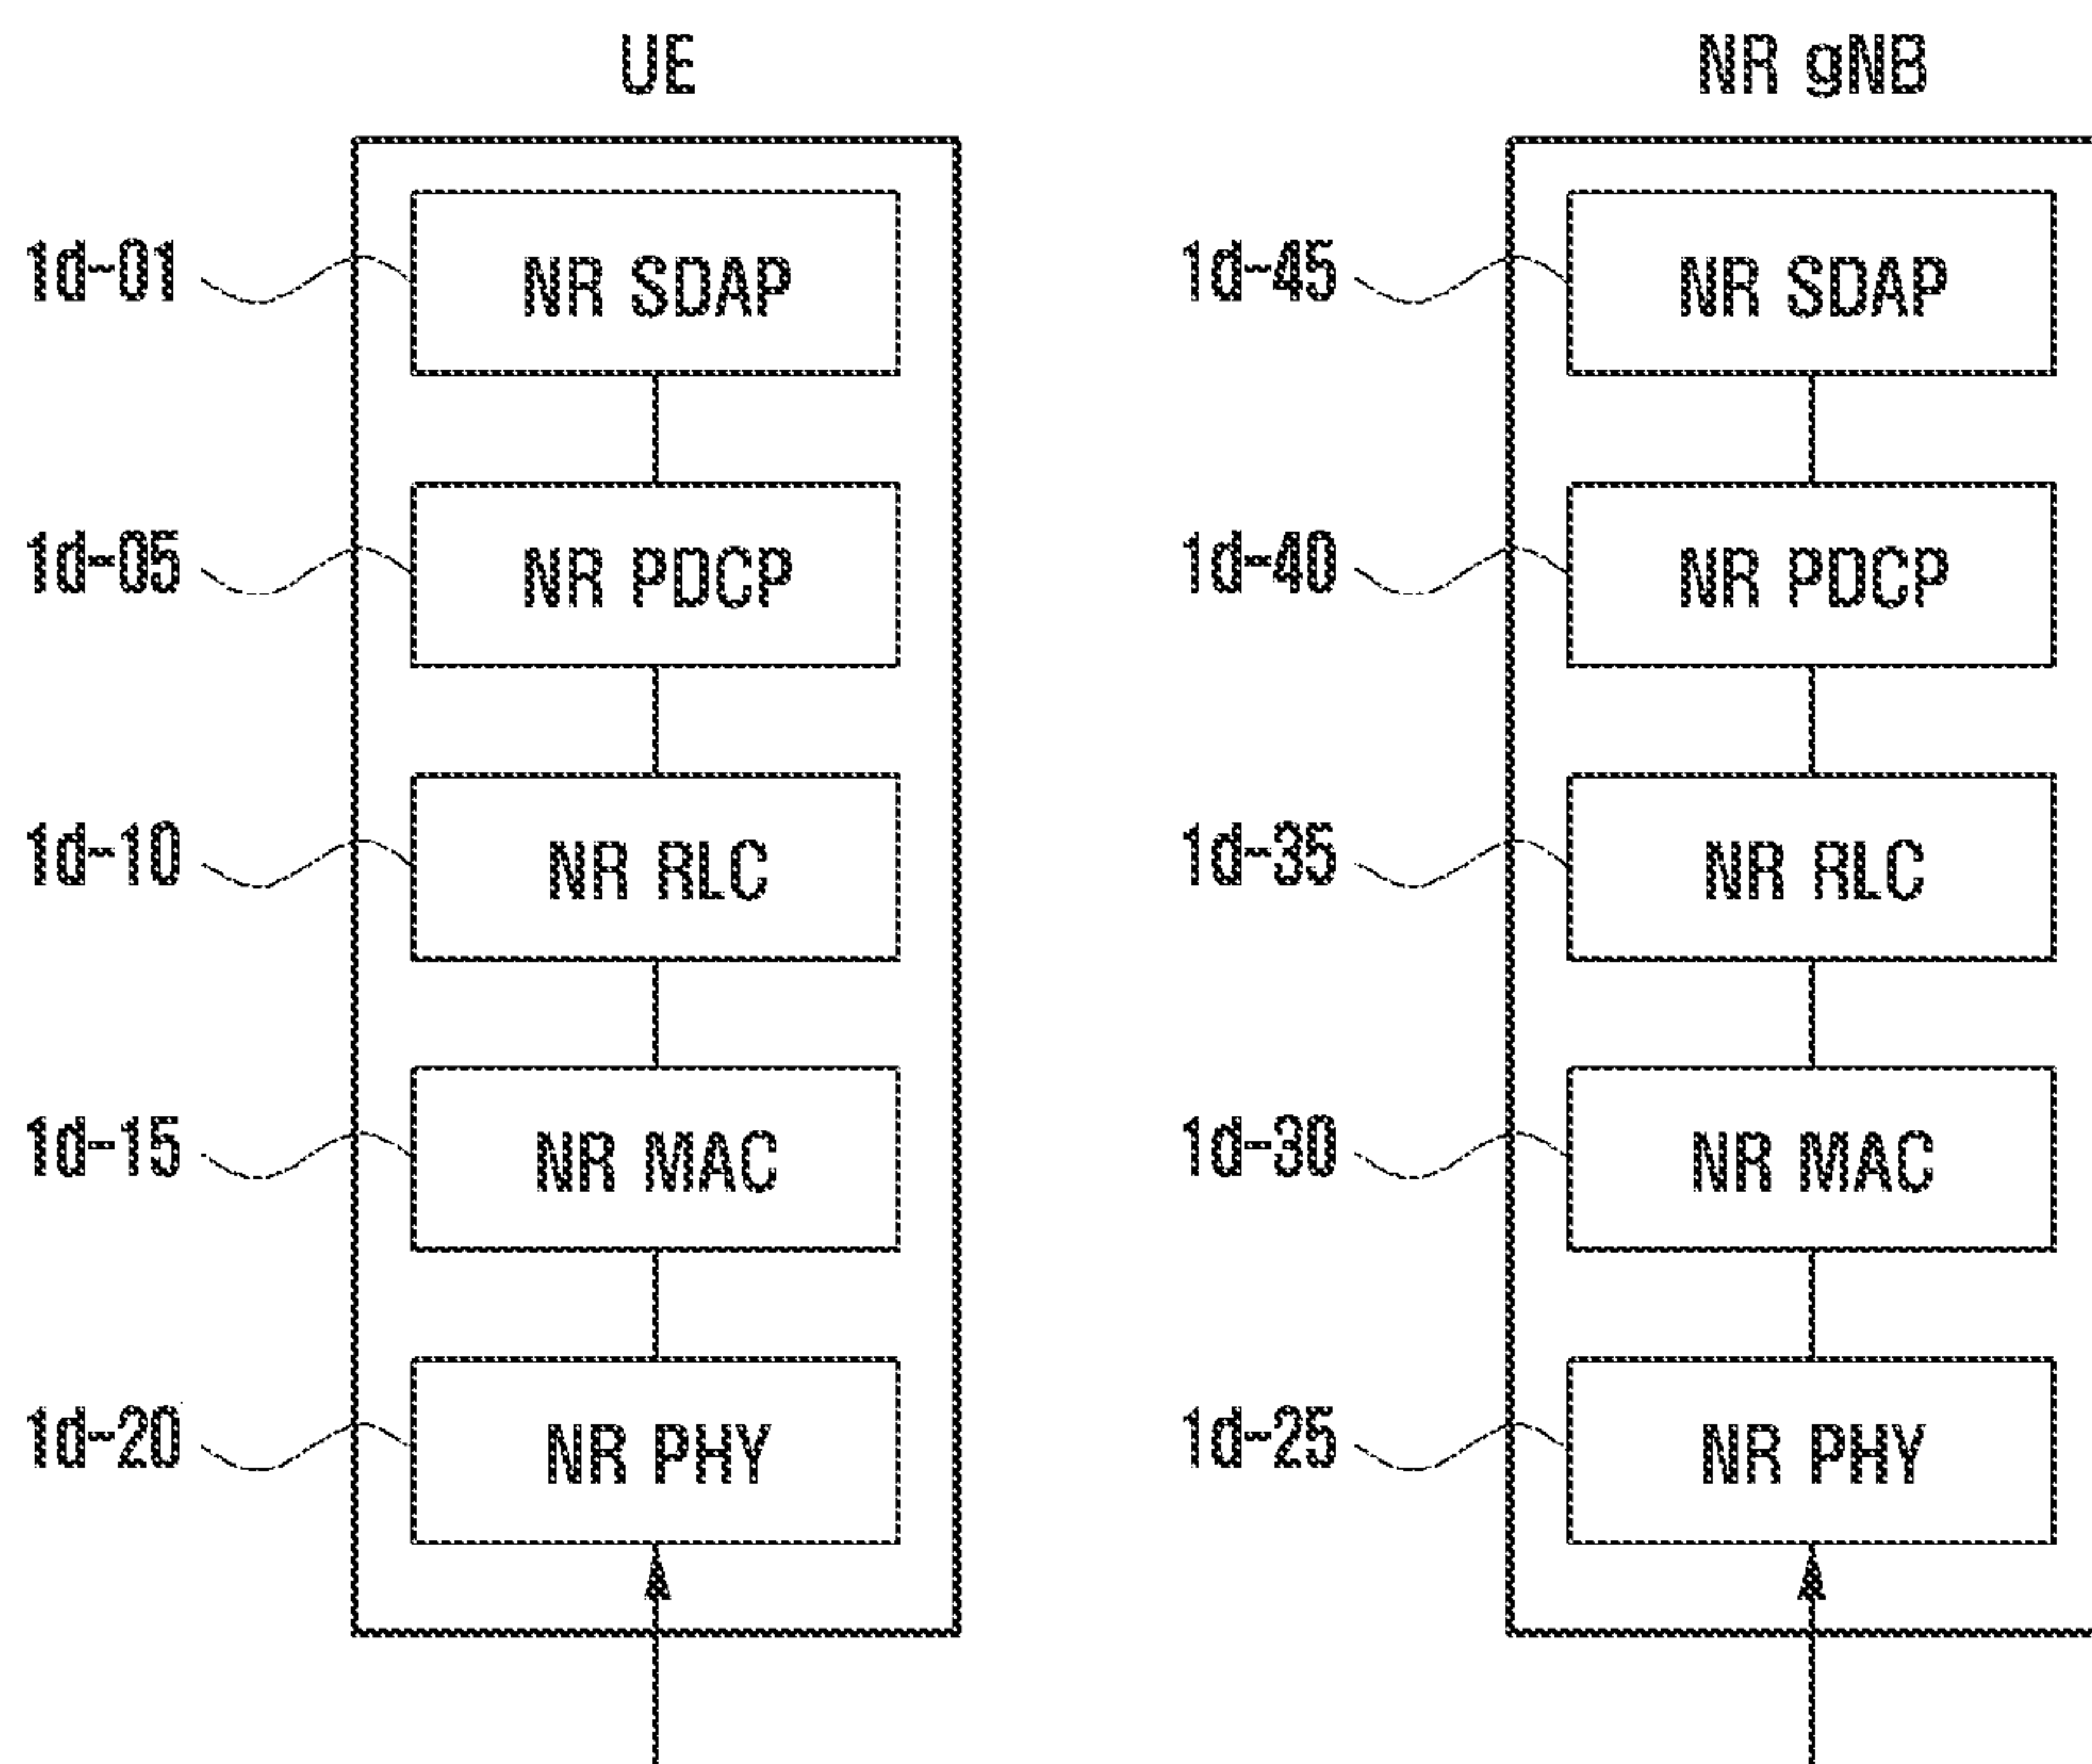 UE NR gNB
1d-01 NR SDAP 1d-45 NR SDAP
1d-05 NR PDCP 1d-40 NR PDCP
1d-10 NR RLC 1d-35 NR RLC
1d-15 NR MAC 1d-30 NR MAC
1d-20 NR PHY 1d-25 NR PHY